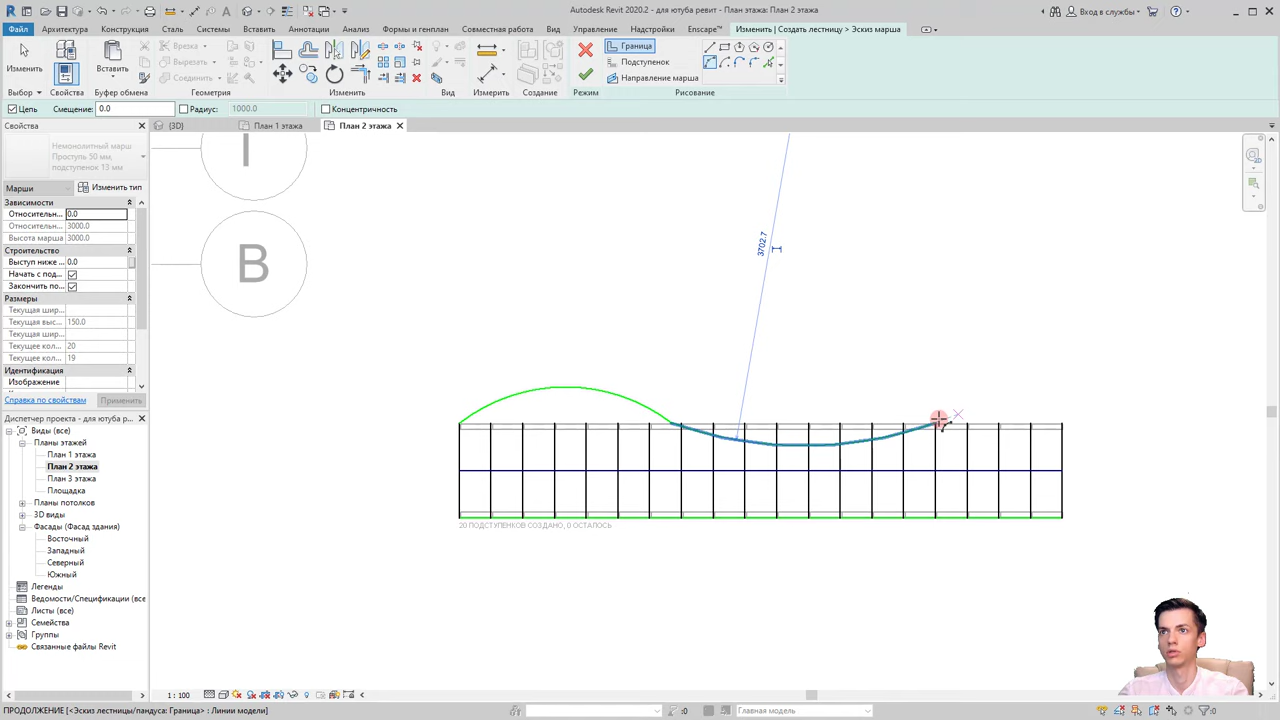 Autodesk Revit 2020.2 - для ютуба ревит - План этажа: План 2 этажа
Вход в службы
Файл Архитектура Конструкция Сталь Системы Вставить Аннотации Анализ Формы и генплан Совместная работа Вид Управление Надстройки Enscape™ Изменить | Создать лестницу > Эскиз марша
Врезка
Граница
Изменить Вставить Вырезать
Подступенок
Соединить
Направление марша
Выбор Свойства Буфер обмена Геометрия Изменить Вид Измерить Создание Режим Рисование
Цепь Смещение: 0.0 Радиус: 1000.0 Концентричность
Свойства
{3D} План 1 этажа План 2 этажа
Немонолитный марш
Проступь 50 мм,
подступенок 13 мм
Марши Изменить тип
Зависимости
Относительн... 0.0
Относительн... 3000.0
Высота марша 3000.0
Строительство
Выступ ниже ... 0.0
Начать с под...
Закончить по...
Размеры
Текущая шир...
Текущая выс... 150.0
Текущая шир...
Текущее кол... 20
Текущее кол... 19
Идентификация
Изображение
Справка по свойствам Применить
Диспетчер проекта - для ютуба р...
Виды (все)
Планы этажей
План 1 этажа
План 2 этажа
План 3 этажа
Площадка
Планы потолков
3D виды
Фасады (Фасад здания)
Восточный
Западный
Северный
Южный
Легенды
Ведомости/Спецификации (все)
Листы (все)
Семейства
Группы
Связанные файлы Revit
В
3702.7
20 ПОДСТУПЕНКОВ СОЗДАНО, 0 ОСТАЛОСЬ
1 : 100
ПРОДОЛЖЕНИЕ [<Эскиз лестницы/пандуса: Граница> : Линии модели]
:0
Главная модель
:0